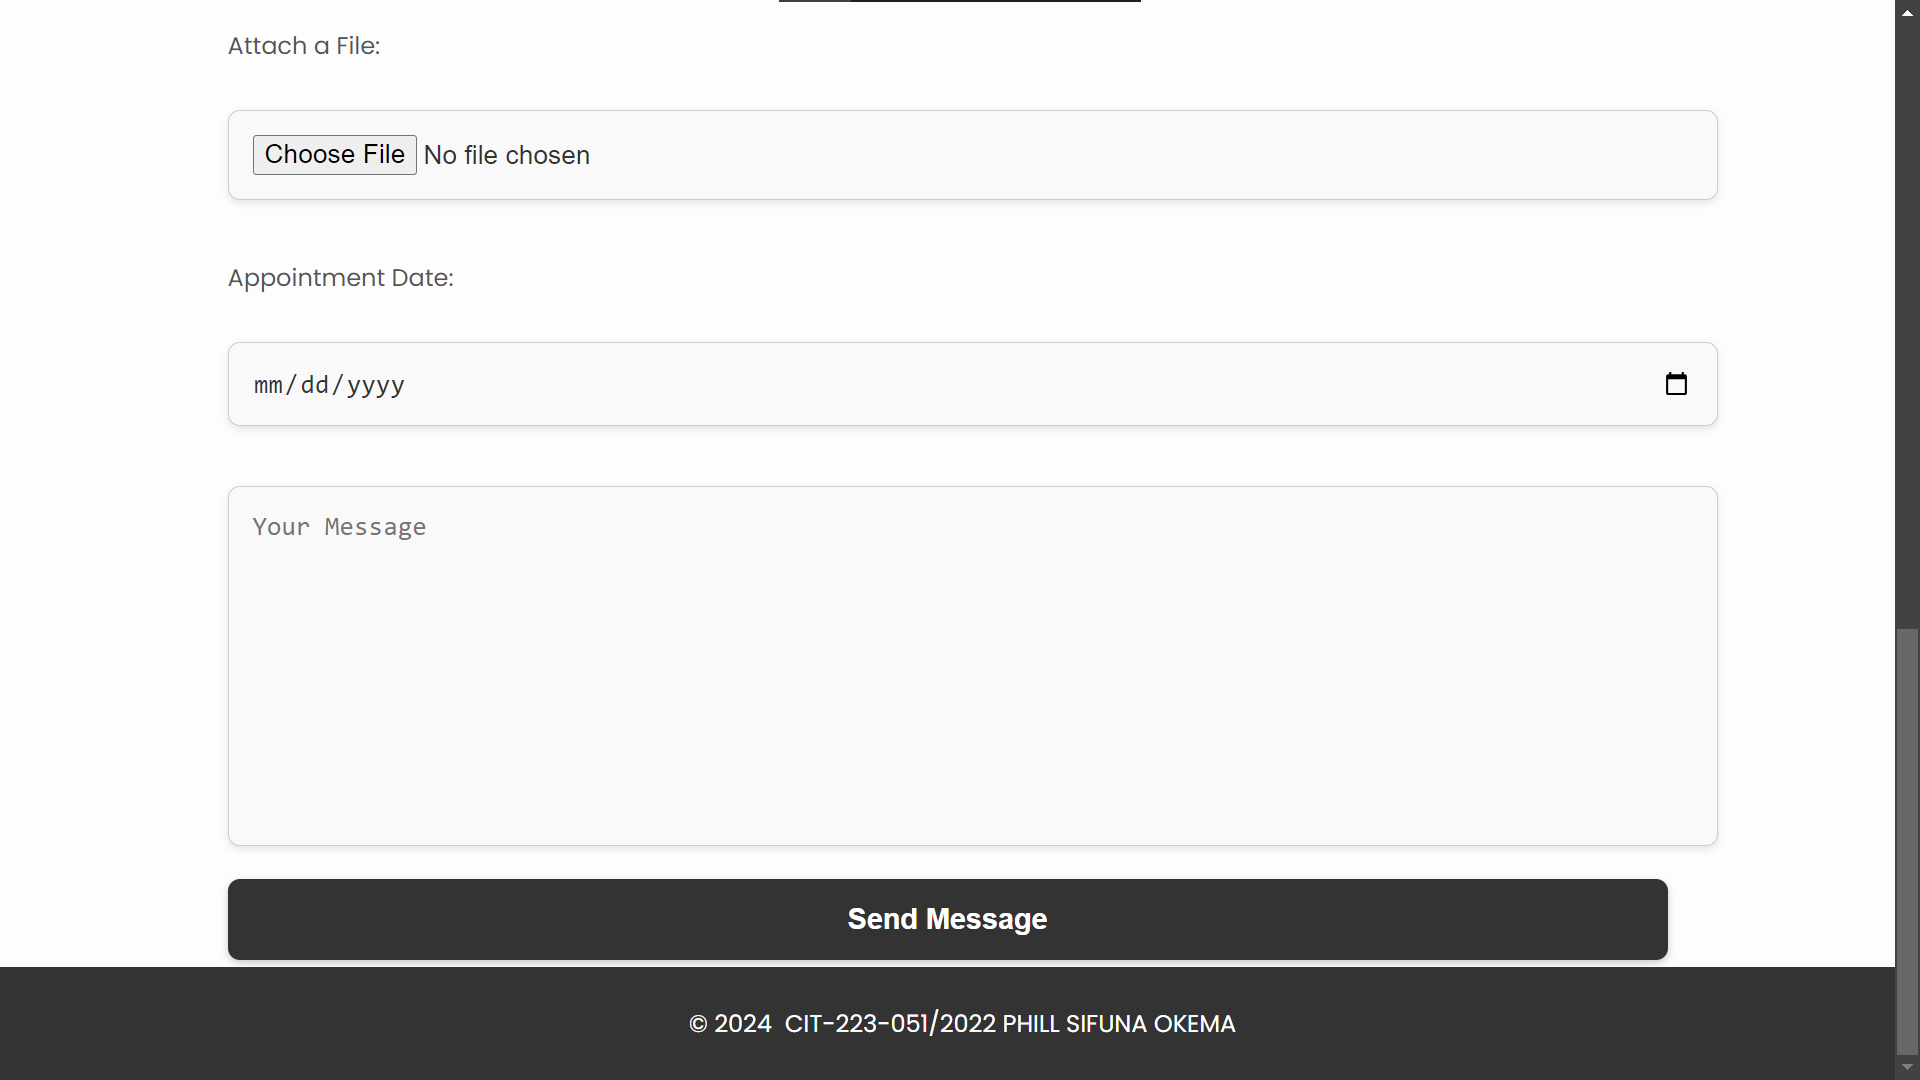 Attach a File:
Choose File No file chosen
Appointment Date:
mm/dd/yyyy
Your Message
Send Message
© 2024  CIT-223-051/2022 PHILL SIFUNA OKEMA